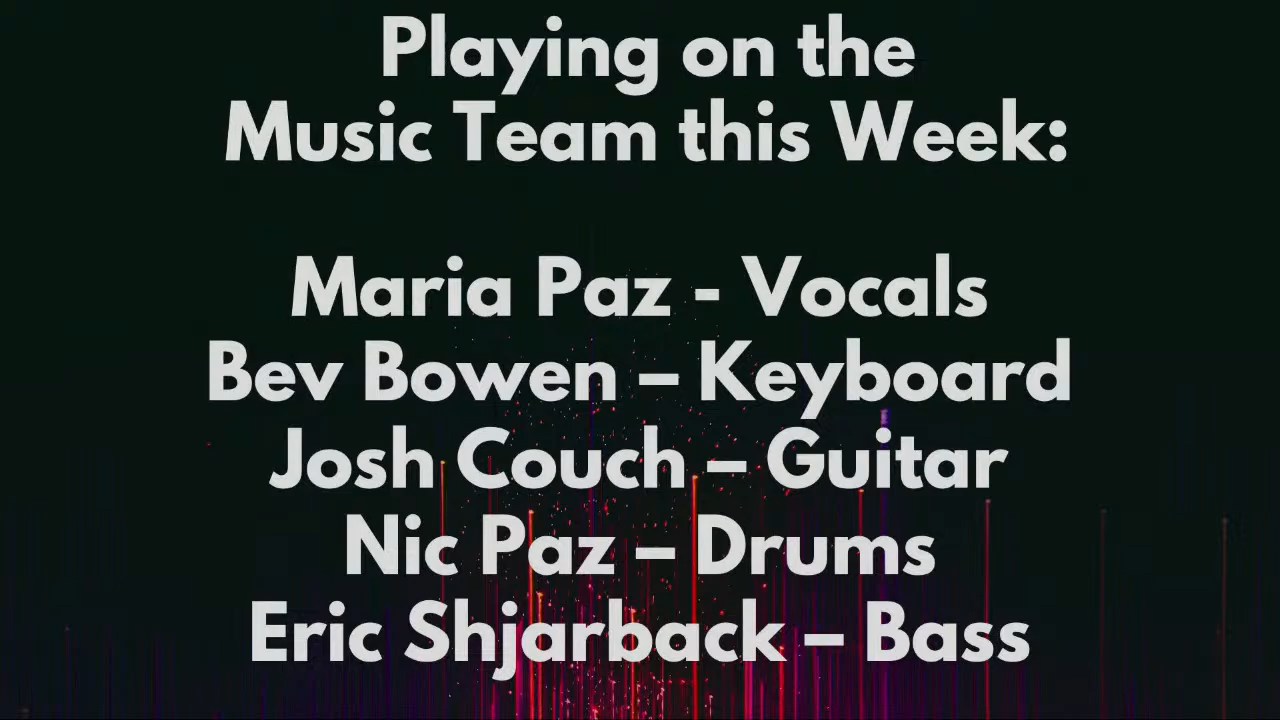 Playing on the
Music Team this Week:
Maria Paz - Vocals
Bev Bowen – Keyboard
Josh Couch – Guitar
Nic Paz – Drums
Eric Shjarback – Bass